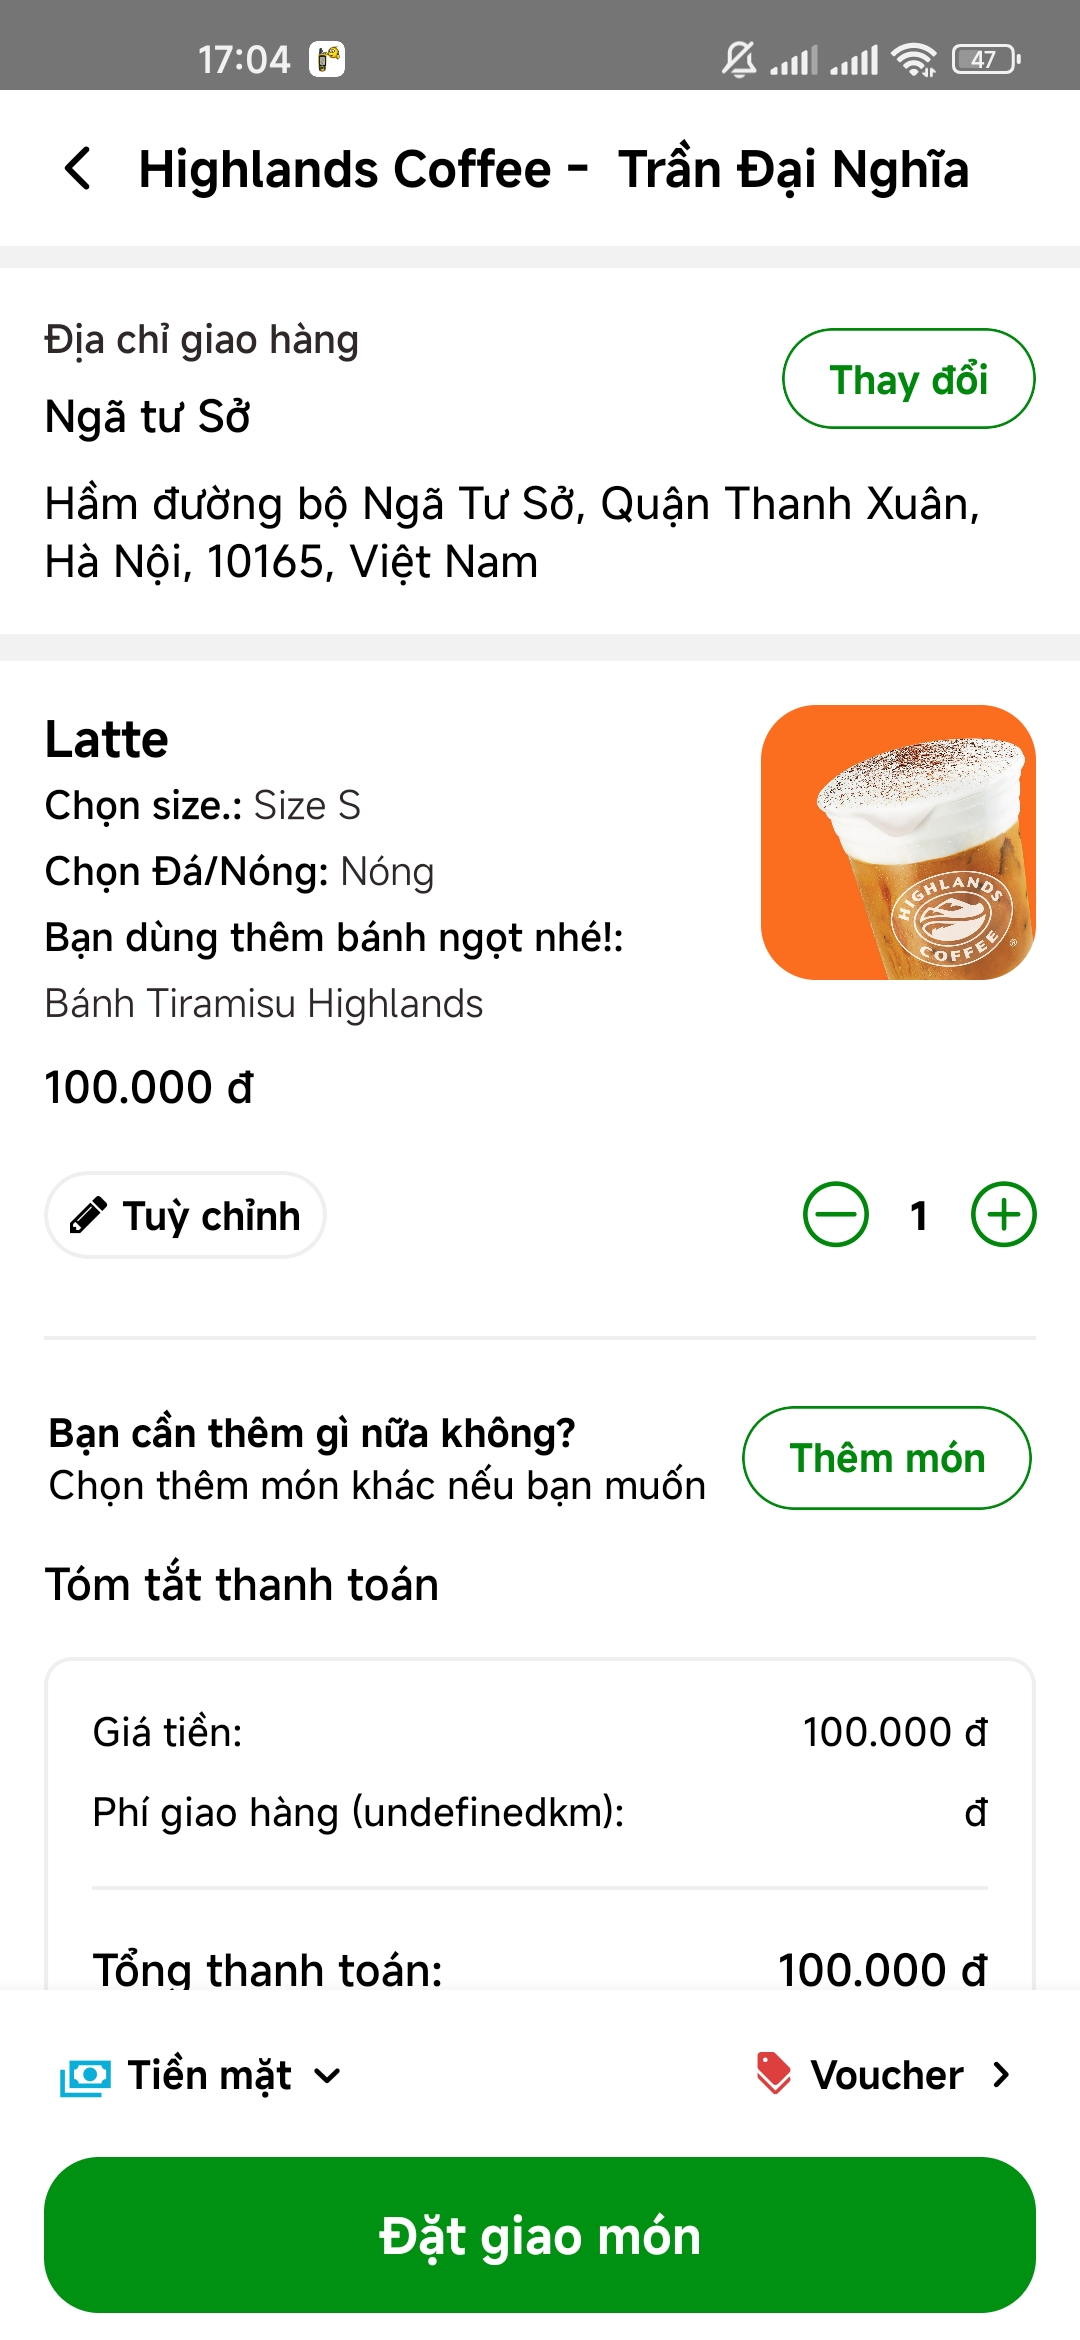 17:04
47
Highlands Coffee - Trần Đại Nghĩa
Địa chỉ giao hàng
Thay đổi
Ngã tư Sở
Hầm đường bộ Ngã Tư Sở, Quận Thanh Xuân,
Hà Nội, 10165, Việt Nam
Latte
Chọn size.: Size S
Chọn Đá/Nóng: Nóng
Bạn dùng thêm bánh ngọt nhé!:
Bánh Tiramisu Highlands
HIGHLANDS
COFFEE
®
100.000 đ
Tuỳ chỉnh
1
Bạn cần thêm gì nữa không?
Chọn thêm món khác nếu bạn muốn
Thêm món
Tóm tắt thanh toán
Giá tiền: 100.000 đ
Phí giao hàng (undefinedkm): đ
Tổng thanh toán: 100.000 đ
Tiền mặt
Voucher
Đặt giao món